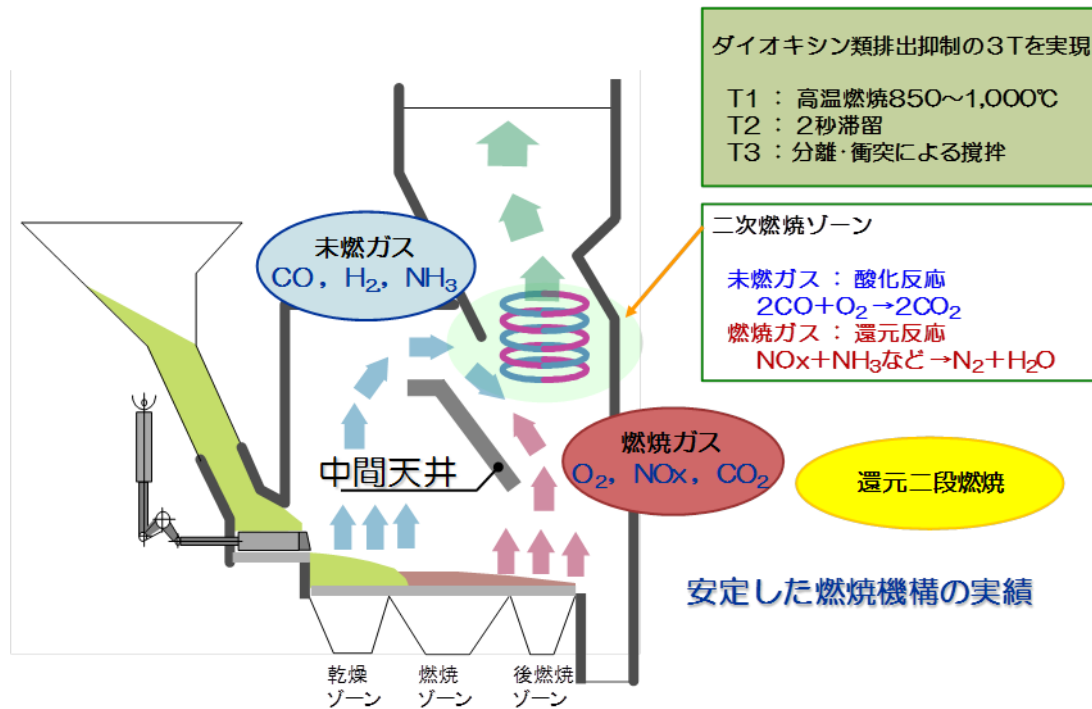 ダイオキシン類排出抑制の３Ｔを実現
Ｔ１：高温燃焼850～1,000℃
Ｔ２：２秒滞留
Ｔ３：分離・衝突による撹拌
二次燃焼ゾーン
未燃ガス：酸化反応
2CO＋O₂→2CO₂
燃焼ガス：還元反応
NOx＋NH₃など→N₂＋H₂O
未燃ガス
CO，H₂，NH₃
中間天井
燃焼ガス
O₂，NOx，CO₂
還元二段燃焼
安定した燃焼機構の実績
乾燥
ゾーン
燃焼
ゾーン
後燃焼
ゾーン